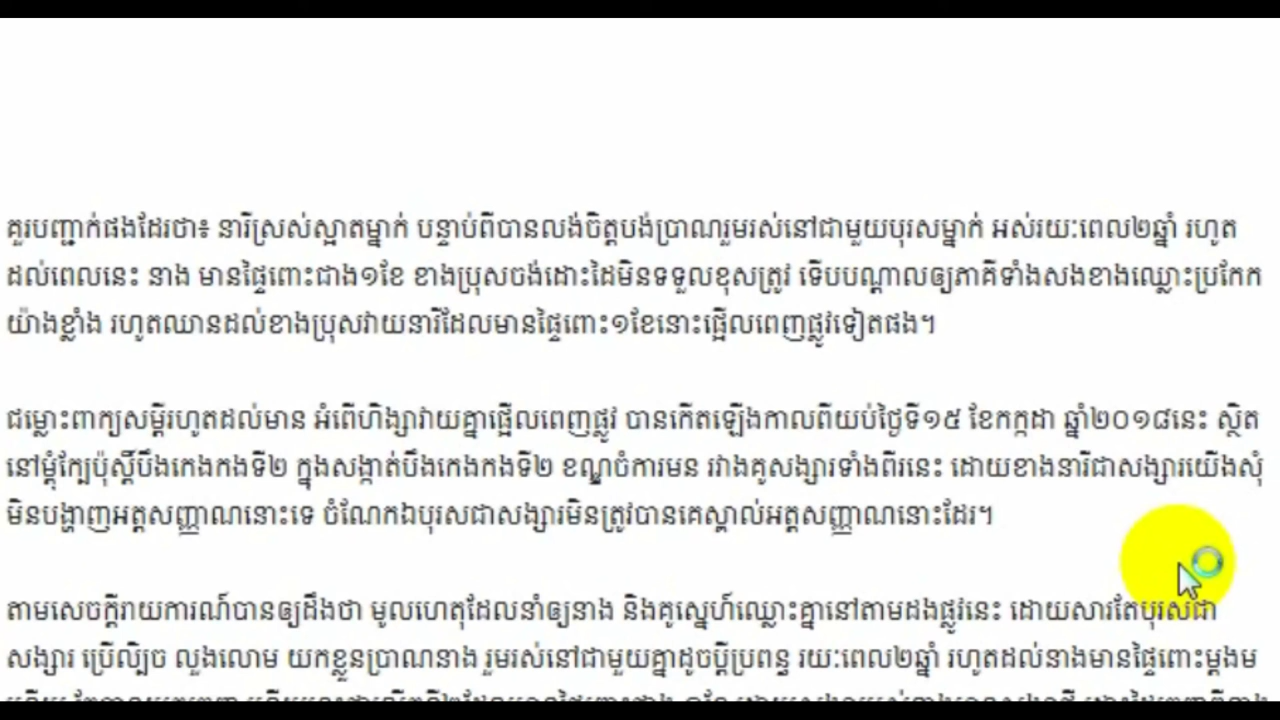 គួរបញ្ជាក់ផងដែរថា៖ នារីស្រស់ស្អាតម្នាក់ បន្ទាប់ពីបានលង់ចិត្តបង់ប្រាណរួមរស់នៅជាមួយបុរសម្នាក់ អស់រយ:ពេល២ឆ្នាំ រហូត
ដល់ពេលនេះ នាង មានផ្ទៃពោះជាង១ខែ ខាងប្រុសចង់ដោះដៃមិនទទួលខុសត្រូវ ទើបបណ្តាលឲ្យភាគីទាំងសងខាងឈ្លោះប្រកែក
យ៉ាងខ្លាំង រហូតឈានដល់ខាងប្រុសវាយនារីដែលមានផ្ទៃពោះ១ខែនោះផ្អើលពេញផ្លូវទៀតផង។
ជម្លោះពាក្យសម្តីរហូតដល់មាន អំពើហិង្សាវាយគ្នាផ្អើលពេញផ្លូវ បានកើតឡើងកាលពីយប់ថ្ងៃទី១៥ ខែកក្កដា ឆ្នាំ២០១៨នេះ ស្ថិត
នៅម្តុំក្បែប៉ុស្តិ៍បឹងកេងកងទី២ ក្នុងសង្កាត់បឹងកេងកងទី២ ខណ្ឌចំការមន រវាងគូសង្សារទាំងពីរនេះ ដោយខាងនារីជាសង្សារយើងសុំ
មិនបង្ហាញអត្តសញ្ញាណនោះទេ ចំណែកឯបុរសជាសង្សារមិនត្រូវបានគេស្គាល់អត្តសញ្ញាណនោះដែរ។
តាមសេចក្តីរាយការណ៍បានឲ្យដឹងថា មូលហេតុដែលនាំឲ្យនាង និងគូស្នេហ៍ឈ្លោះគ្នានៅតាមដងផ្លូវនេះ ដោយសារតែបុរសជា
សង្សារ ប្រើល្បិច លួងលោម យកខ្លួនប្រាណនាង រួមរស់នៅជាមួយគ្នាដូចប្តីប្រពន្ធ រយ:ពេល២ឆ្នាំ រហូតដល់នាងមានផ្ទៃពោះម្តងម